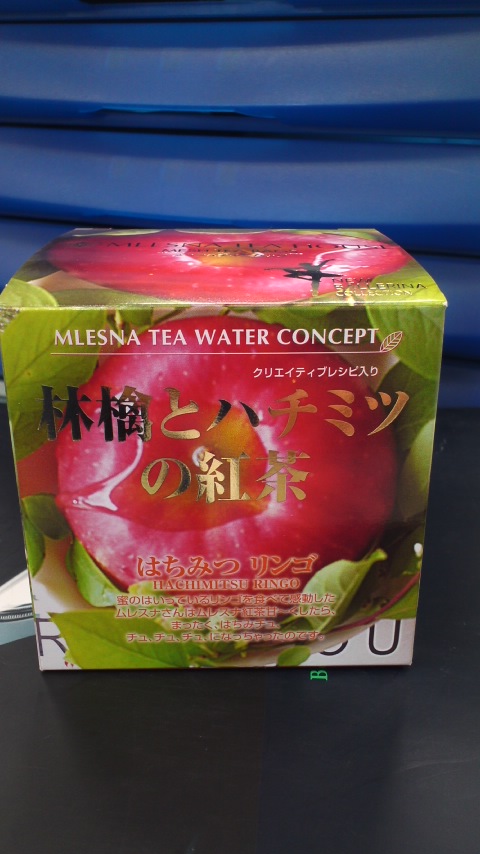 MLESNA TEA HOUSE
BALLERINA
COLLECTION
MLESNA TEA WATER CONCEPT
クリエイティブレシピ入り
林檎とハチミツ
の紅茶
はちみつ リンゴ
HACHIMITSU RINGO
蜜のはいっているリンゴを食べて感動した
ムレスナさんはムレスナ紅茶甘〜くしたら、
まったく、はちみチュ、
チュ、チュ、チュ、になっちゃったのです。
R
O U
B